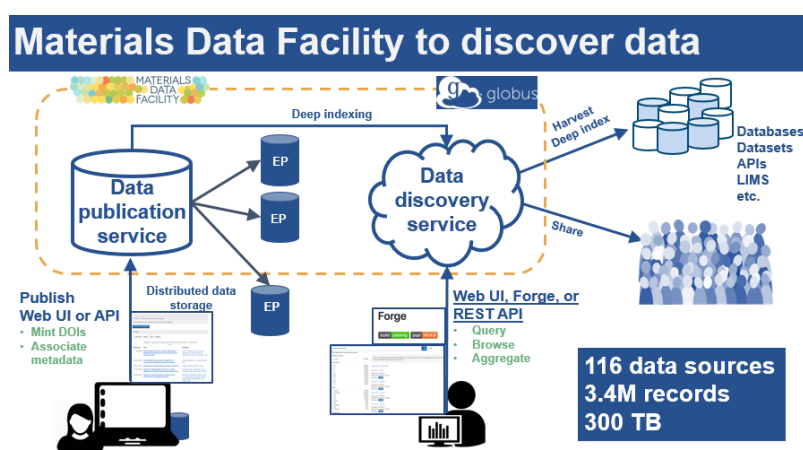 Materials Data Facility to discover data
MATERIALS
DATA
FACILITY
globus
Deep indexing
Harvest
Deep index
Databases
Datasets
APIs
LIMS
etc.
EP
EP
EP
Data
publication
service
Data
discovery
service
Share
Distributed data
storage
Publish
Web UI or API
• Mint DOIs
• Associate
metadata
Forge
build passing
Web UI, Forge, or
REST API
• Query
• Browse
• Aggregate
116 data sources
3.4M records
300 TB